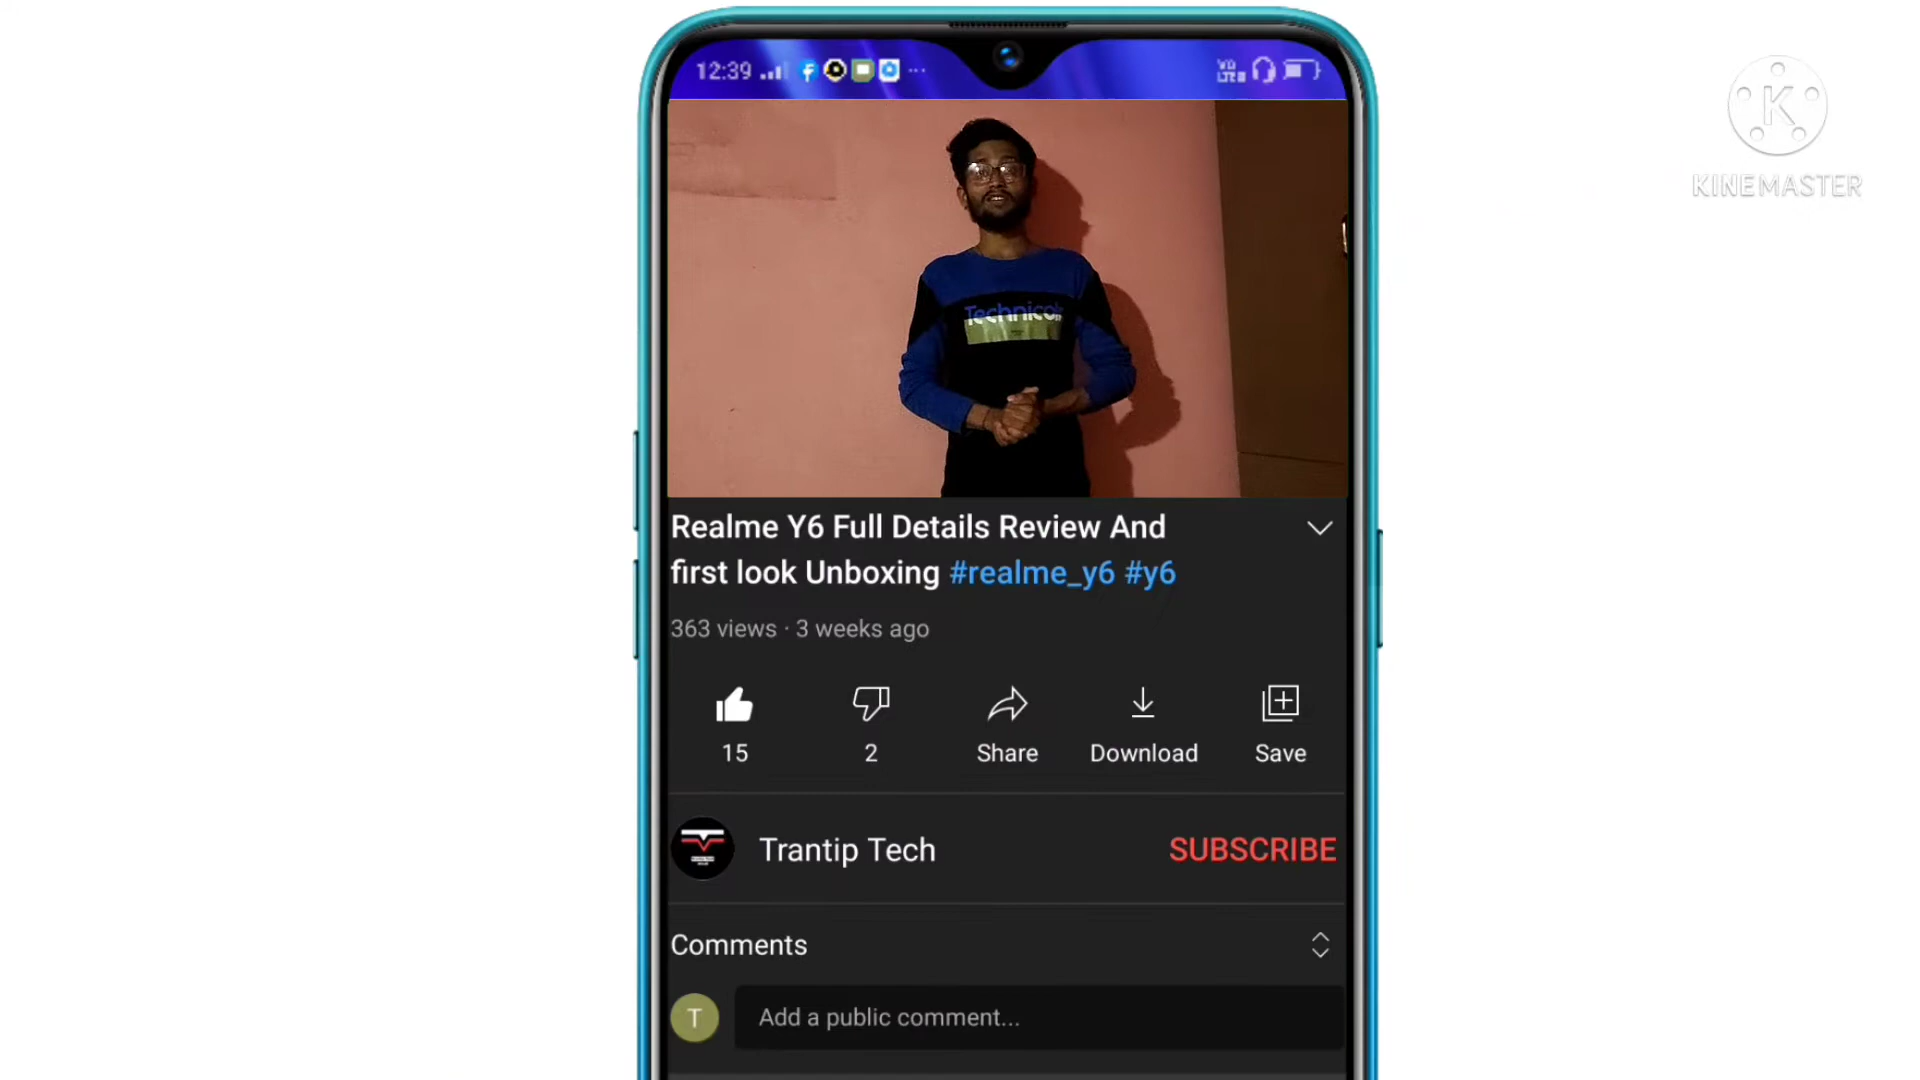 12:39
KINEMASTER
Technicolr
Realme Y6 Full Details Review And
first look Unboxing #realme_y6 #y6
363 views · 3 weeks ago
15
2
Share
Download
Save
Trantip Tech
SUBSCRIBE
Comments
T
Add a public comment...